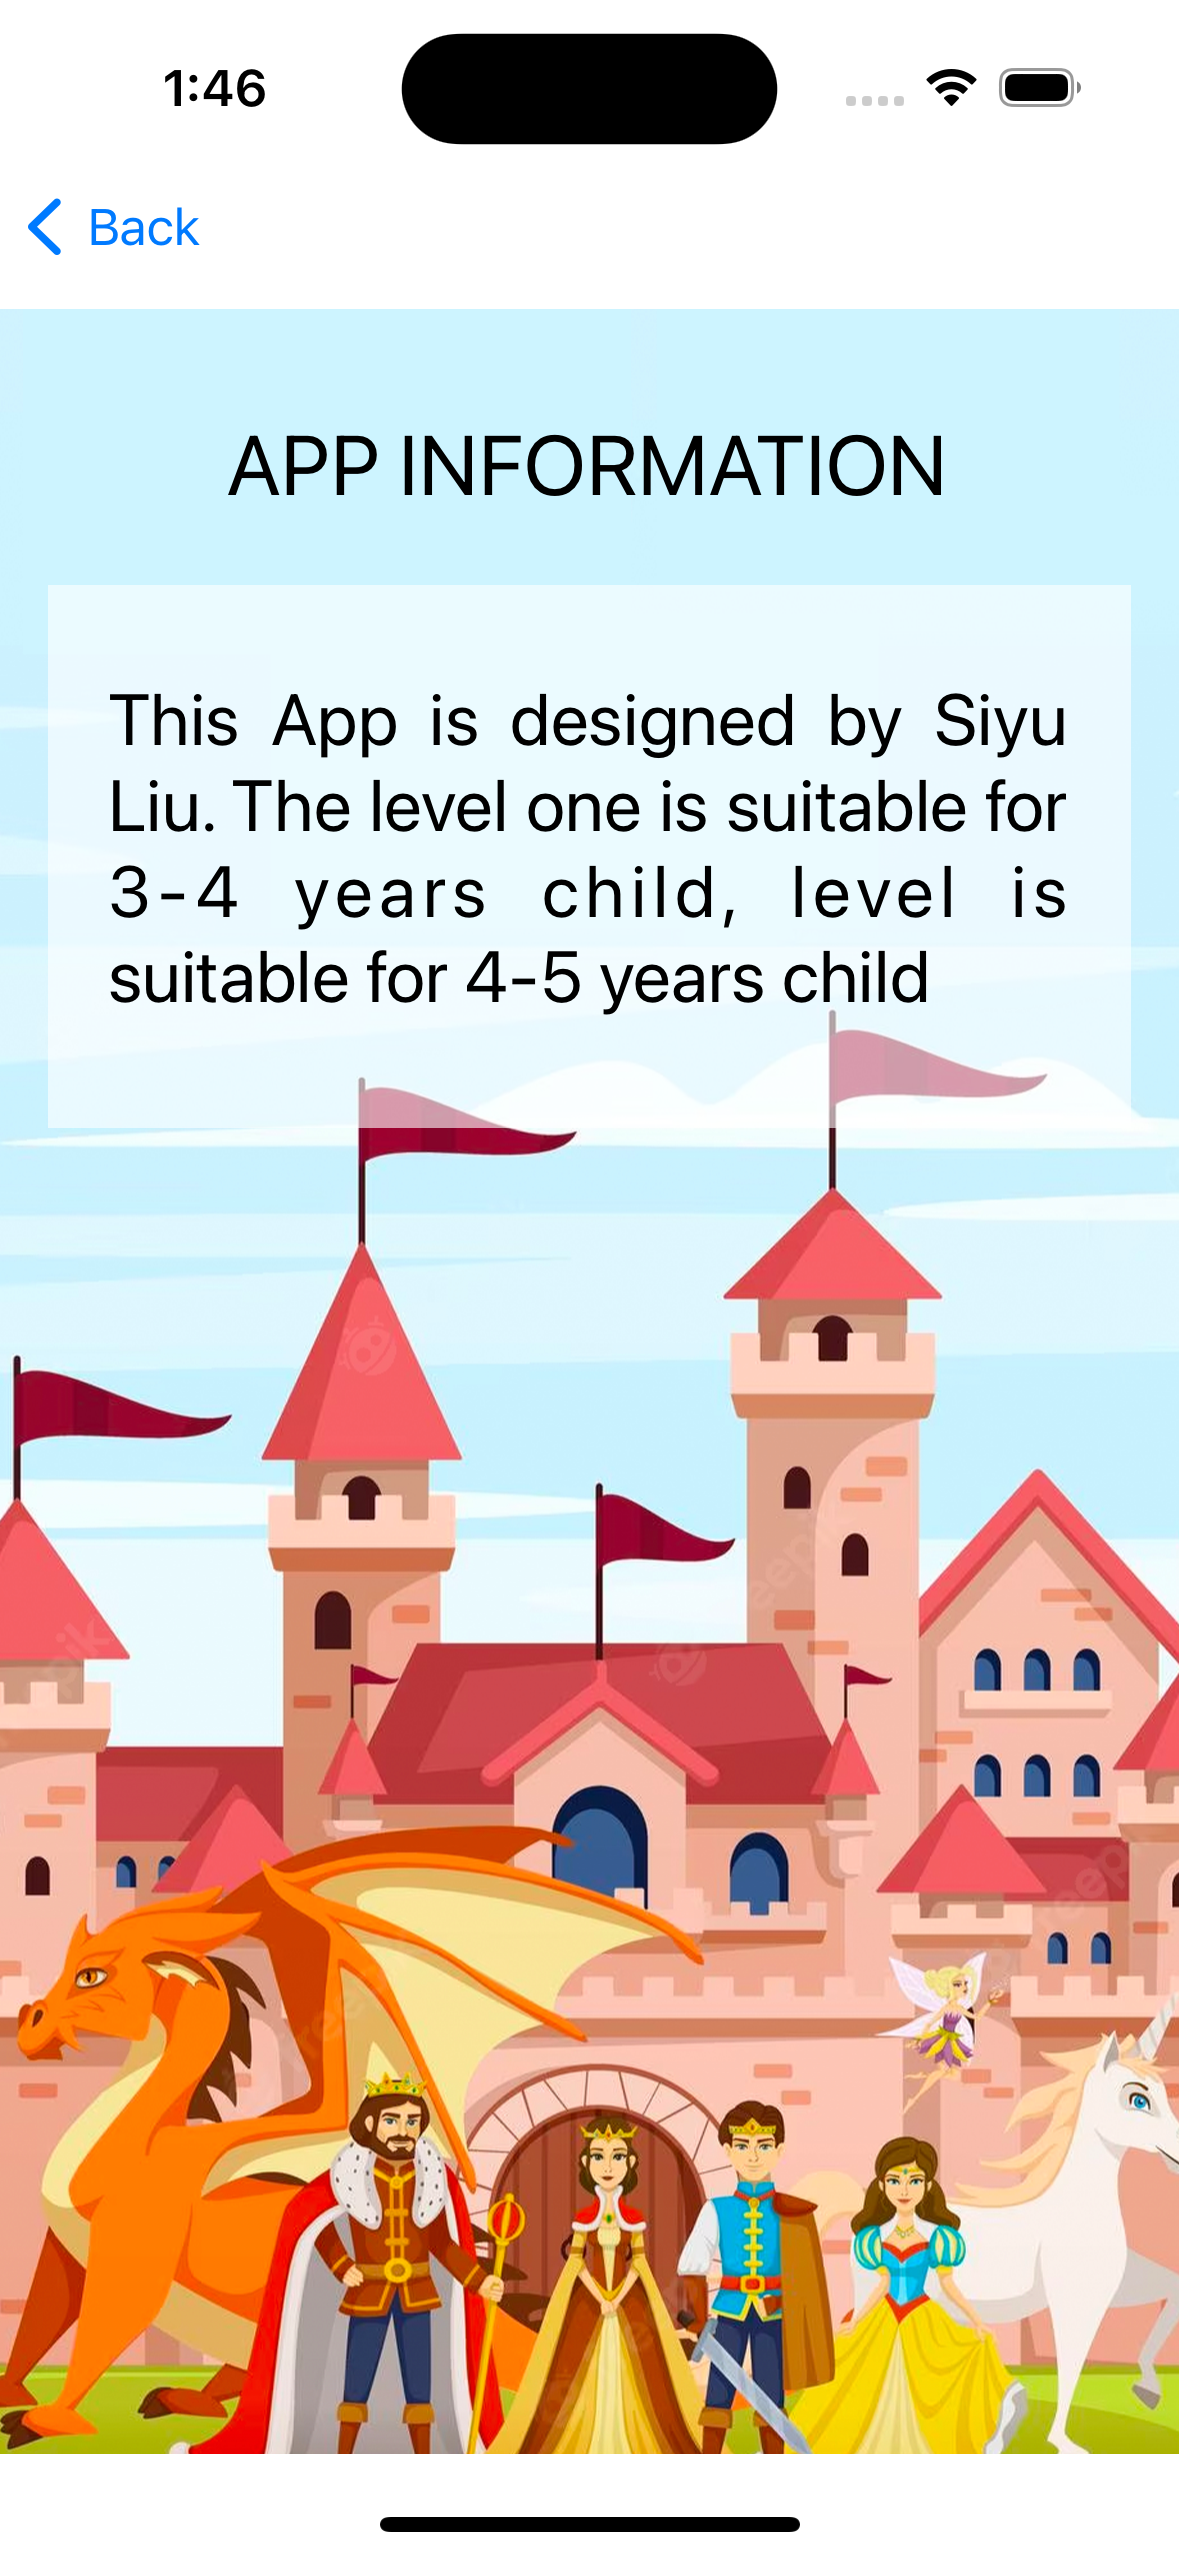 1:46
Back
APP INFORMATION
This App is designed by Siyu
Liu. The level one is suitable for
3-4 years child, level is
suitable for 4-5 years child